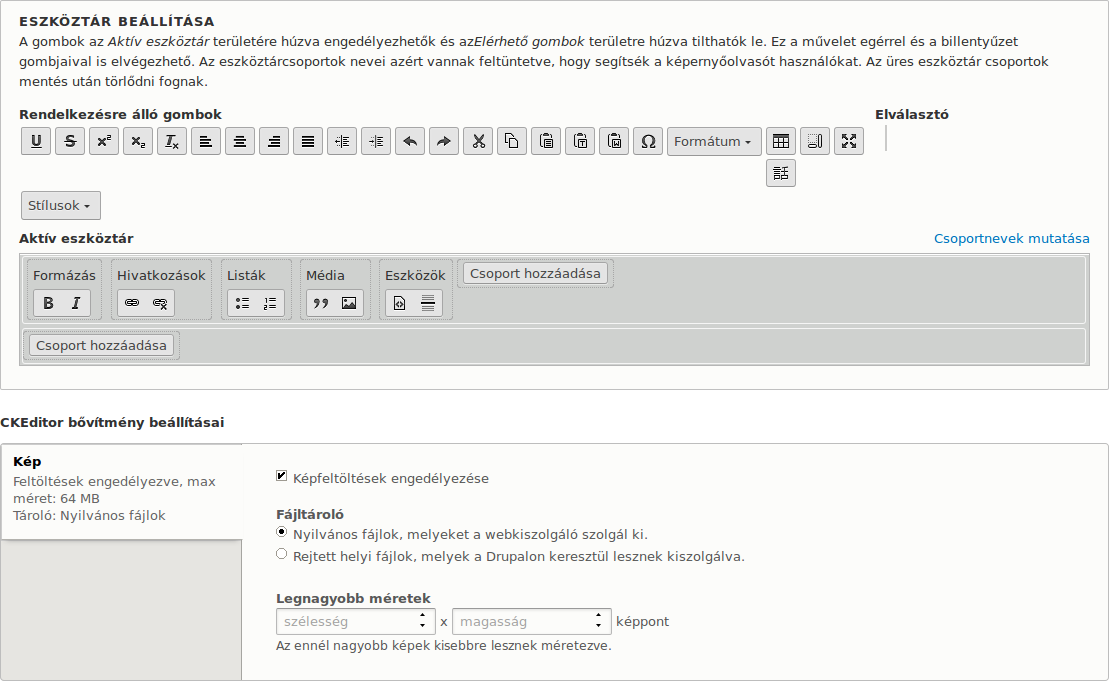 ESZKÖZTÁR BEÁLLÍTÁSA
A gombok az Aktív eszköztár területére húzva engedélyezhetők és azElérhető gombok területre húzva tilthatók le. Ez a művelet egérrel és a billentyűzet
gombjaival is elvégezhető. Az eszköztárcsoportok nevei azért vannak feltüntetve, hogy segítsék a képernyőolvasót használókat. Az üres eszköztár csoportok
mentés után törlődni fognak.
Rendelkezésre álló gombok Elválasztó
U S x² x₂ Tx Ω Formátum
話
Stílusok
Aktív eszköztár Csoportnevek mutatása
Formázás Hivatkozások Listák Média Eszközök Csoport hozzáadása
B I
Csoport hozzáadása
CKEditor bővítmény beállításai
Kép
Feltöltések engedélyezve, max
méret: 64 MB
Tároló: Nyilvános fájlok
Képfeltöltések engedélyezése
Fájltároló
Nyilvános fájlok, melyeket a webkiszolgáló szolgál ki.
Rejtett helyi fájlok, melyek a Drupalon keresztül lesznek kiszolgálva.
Legnagyobb méretek
szélesség x magasság képpont
Az ennél nagyobb képek kisebbre lesznek méretezve.